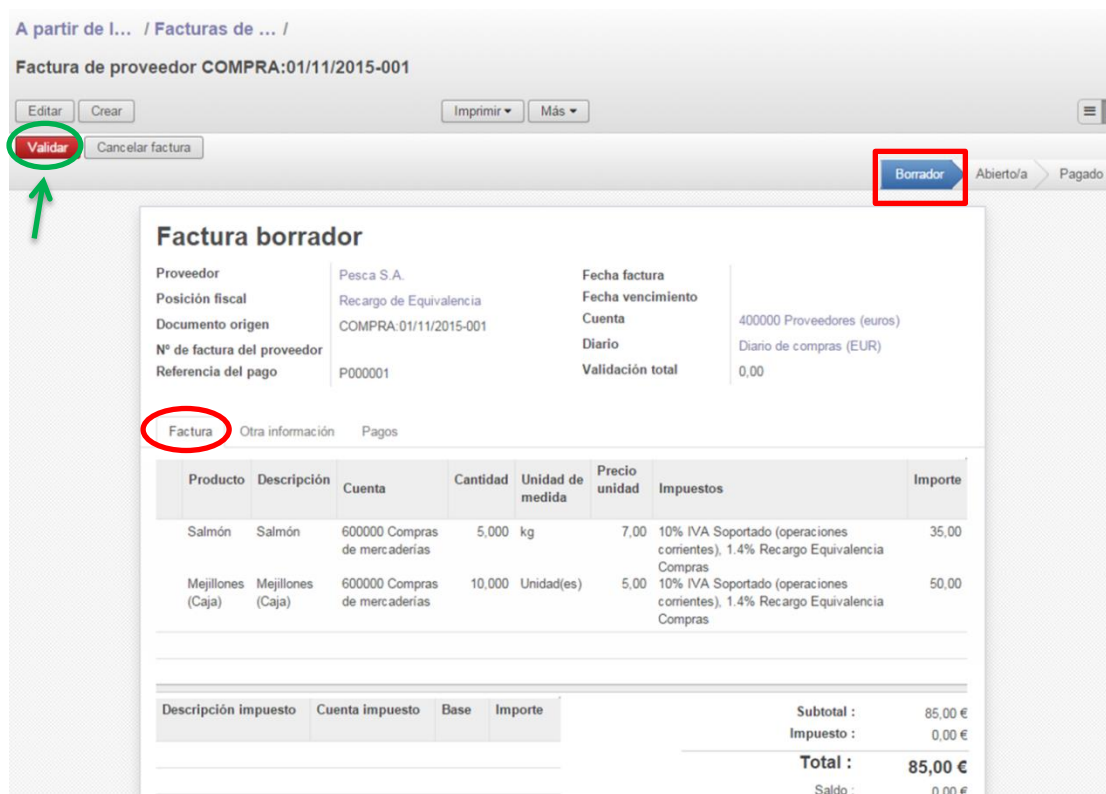 A partir de l... / Facturas de ... /
Factura de proveedor COMPRA:01/11/2015-001
Editar Crear Imprimir Más
Validar Cancelar factura
Borrador Abierto/a Pagado
Factura borrador
Proveedor Pesca S.A. Fecha factura
Posición fiscal Recargo de Equivalencia Fecha vencimiento
Documento origen COMPRA:01/11/2015-001 Cuenta 400000 Proveedores (euros)
Nº de factura del proveedor Diario Diario de compras (EUR)
Referencia del pago P000001 Validación total 0,00
Factura Otra información Pagos
Producto Descripción Cuenta Cantidad Unidad de medida Precio unidad Impuestos Importe
Salmón Salmón 600000 Compras 5,000 kg 7,00 10% IVA Soportado (operaciones 35,00
de mercaderías corrientes), 1.4% Recargo Equivalencia
Compras
Mejillones Mejillones 600000 Compras 10,000 Unidad(es) 5,00 10% IVA Soportado (operaciones 50,00
(Caja) (Caja) de mercaderías corrientes), 1.4% Recargo Equivalencia
Compras
Descripción impuesto Cuenta impuesto Base Importe
Subtotal : 85,00 €
Impuesto : 0,00 €
Total : 85,00 €
Saldo : 0,00 €